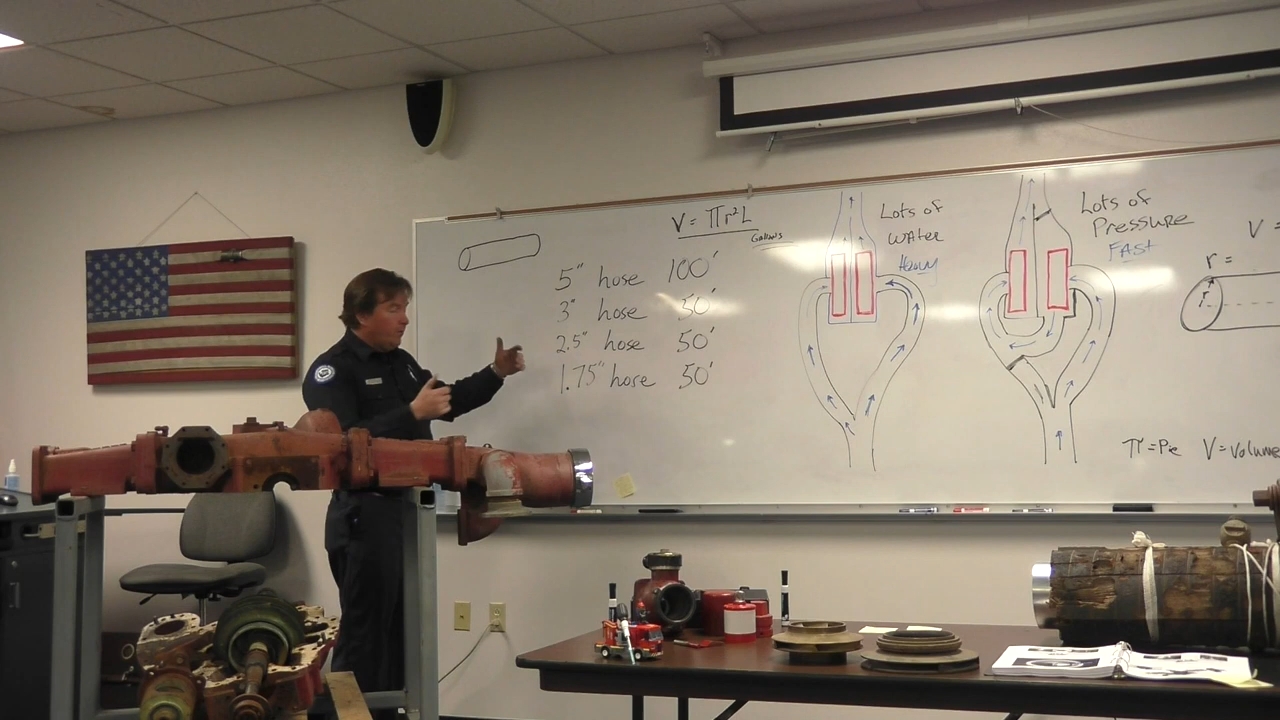 V = πr²L
Gallons
5" hose 100'
3" hose 50'
2.5" hose 50'
1.75" hose 50'
Lots of
Water
Heavy
Lots of
Pressure
FAST
V =
r =
r
π = Pie V = Volume